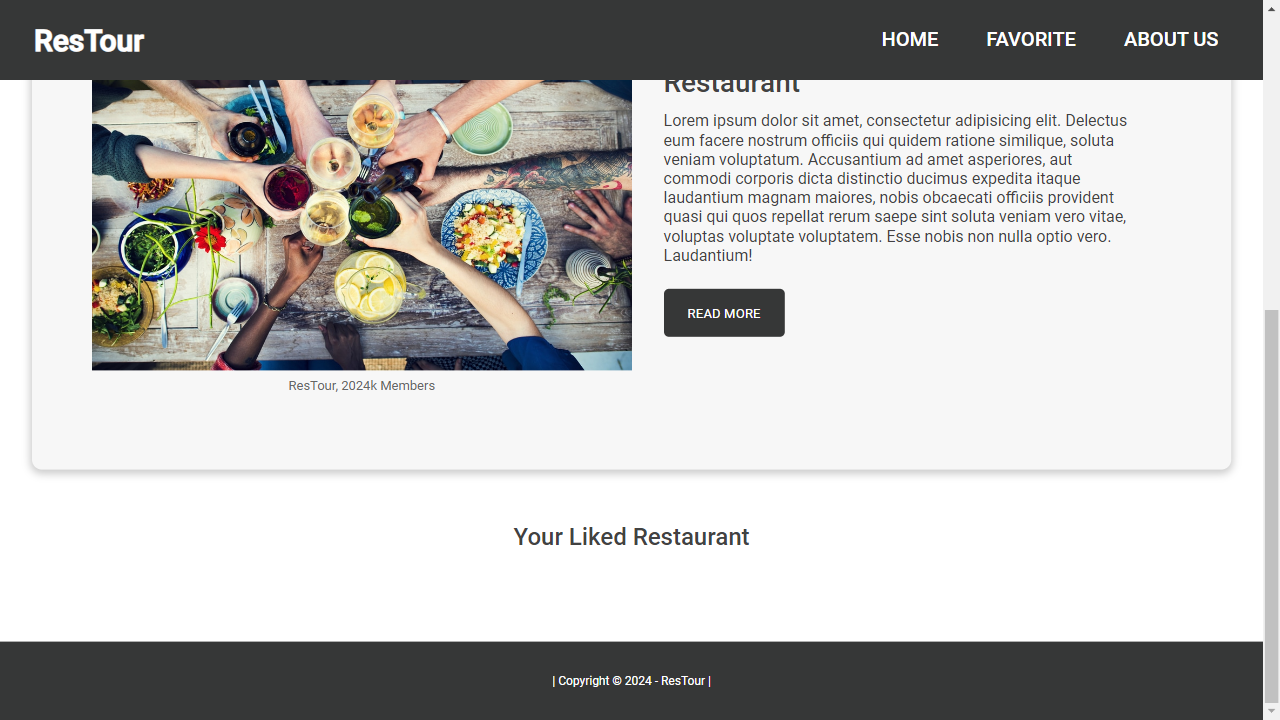 ResTour
HOME
FAVORITE
ABOUT US
Restaurant
Lorem ipsum dolor sit amet, consectetur adipisicing elit. Delectus
eum facere nostrum officiis qui quidem ratione similique, soluta
veniam voluptatum. Accusantium ad amet asperiores, aut
commodi corporis dicta distinctio ducimus expedita itaque
laudantium magnam maiores, nobis obcaecati officiis provident
quasi qui quos repellat rerum saepe sint soluta veniam vero vitae,
voluptas voluptate voluptatem. Esse nobis non nulla optio vero.
Laudantium!
READ MORE
ResTour, 2024k Members
Your Liked Restaurant
| Copyright © 2024 - ResTour |